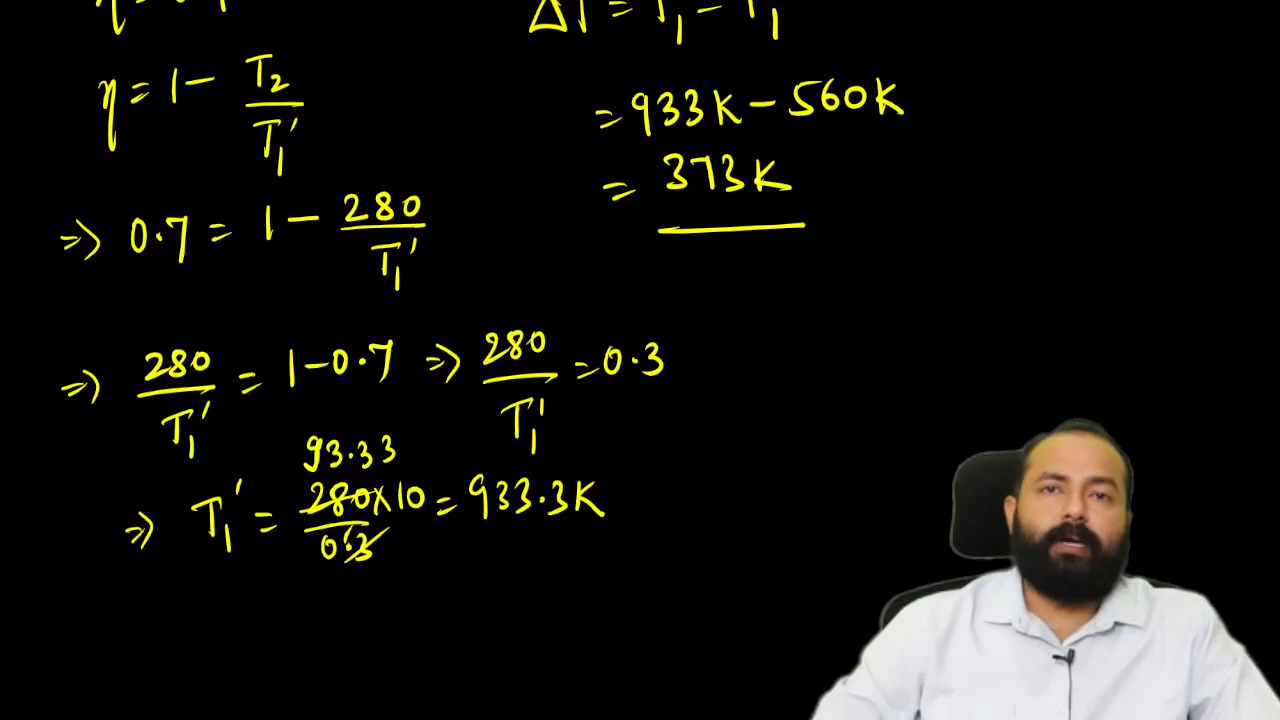 η = 1 - T₂/T₁'
⇒ 0.7 = 1 - 280/T₁'
⇒ 280/T₁' = 1-0.7 ⇒ 280/T₁' = 0.3
93.33
⇒ T₁' = 280×10/0.3 = 933.3K
ΔT = T₁' - T₁
= 933K - 560K
= 373K